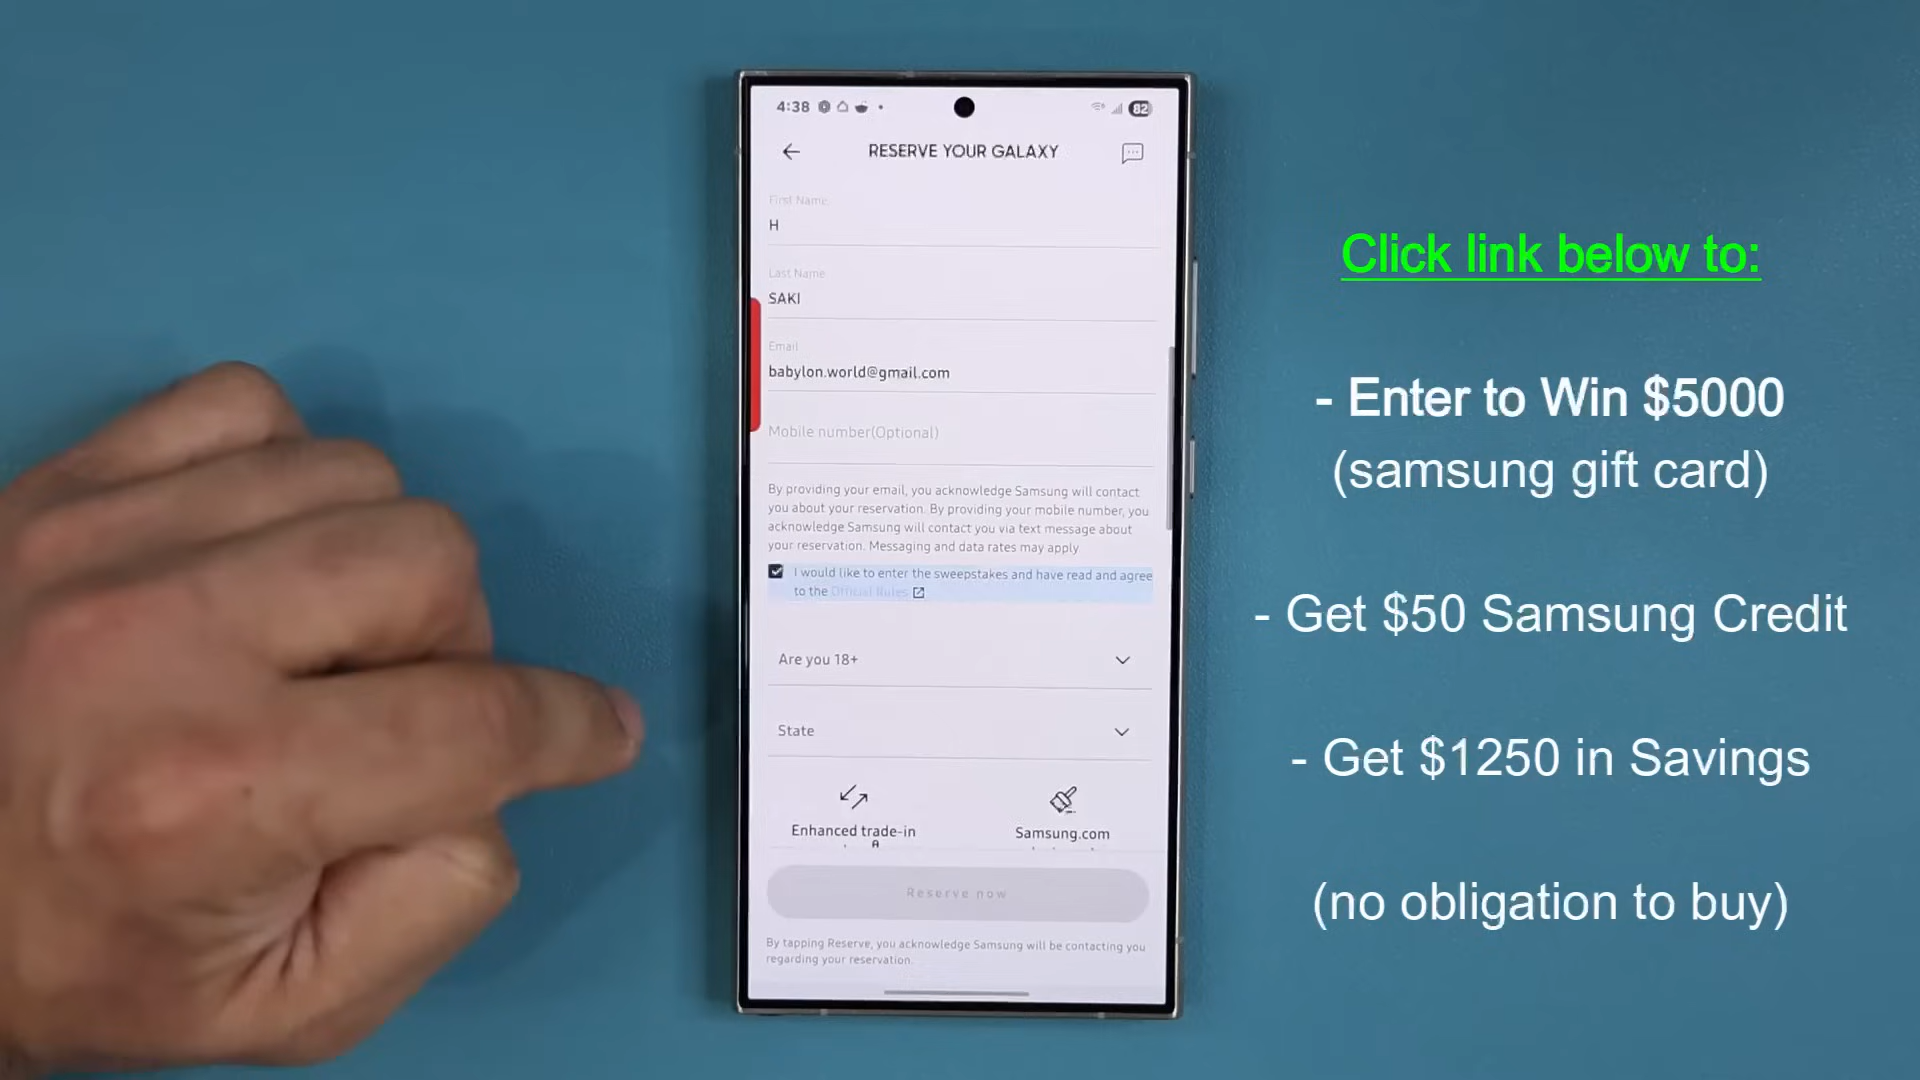 4:38
82
RESERVE YOUR GALAXY
First Name
H
Last Name
SAKI
Email
babylon.world@gmail.com
Mobile number(Optional)
By providing your email, you acknowledge Samsung will contact
you about your reservation. By providing your mobile number, you
acknowledge Samsung will contact you via text message about
your reservation. Messaging and data rates may apply
I would like to enter the sweepstakes and have read and agree
to the Official Rules
Are you 18+
State
Enhanced trade-in
Samsung.com
Reserve now
By tapping Reserve, you acknowledge Samsung will be contacting you
regarding your reservation.
Click link below to:
- Enter to Win $5000
(samsung gift card)
- Get $50 Samsung Credit
- Get $1250 in Savings
(no obligation to buy)